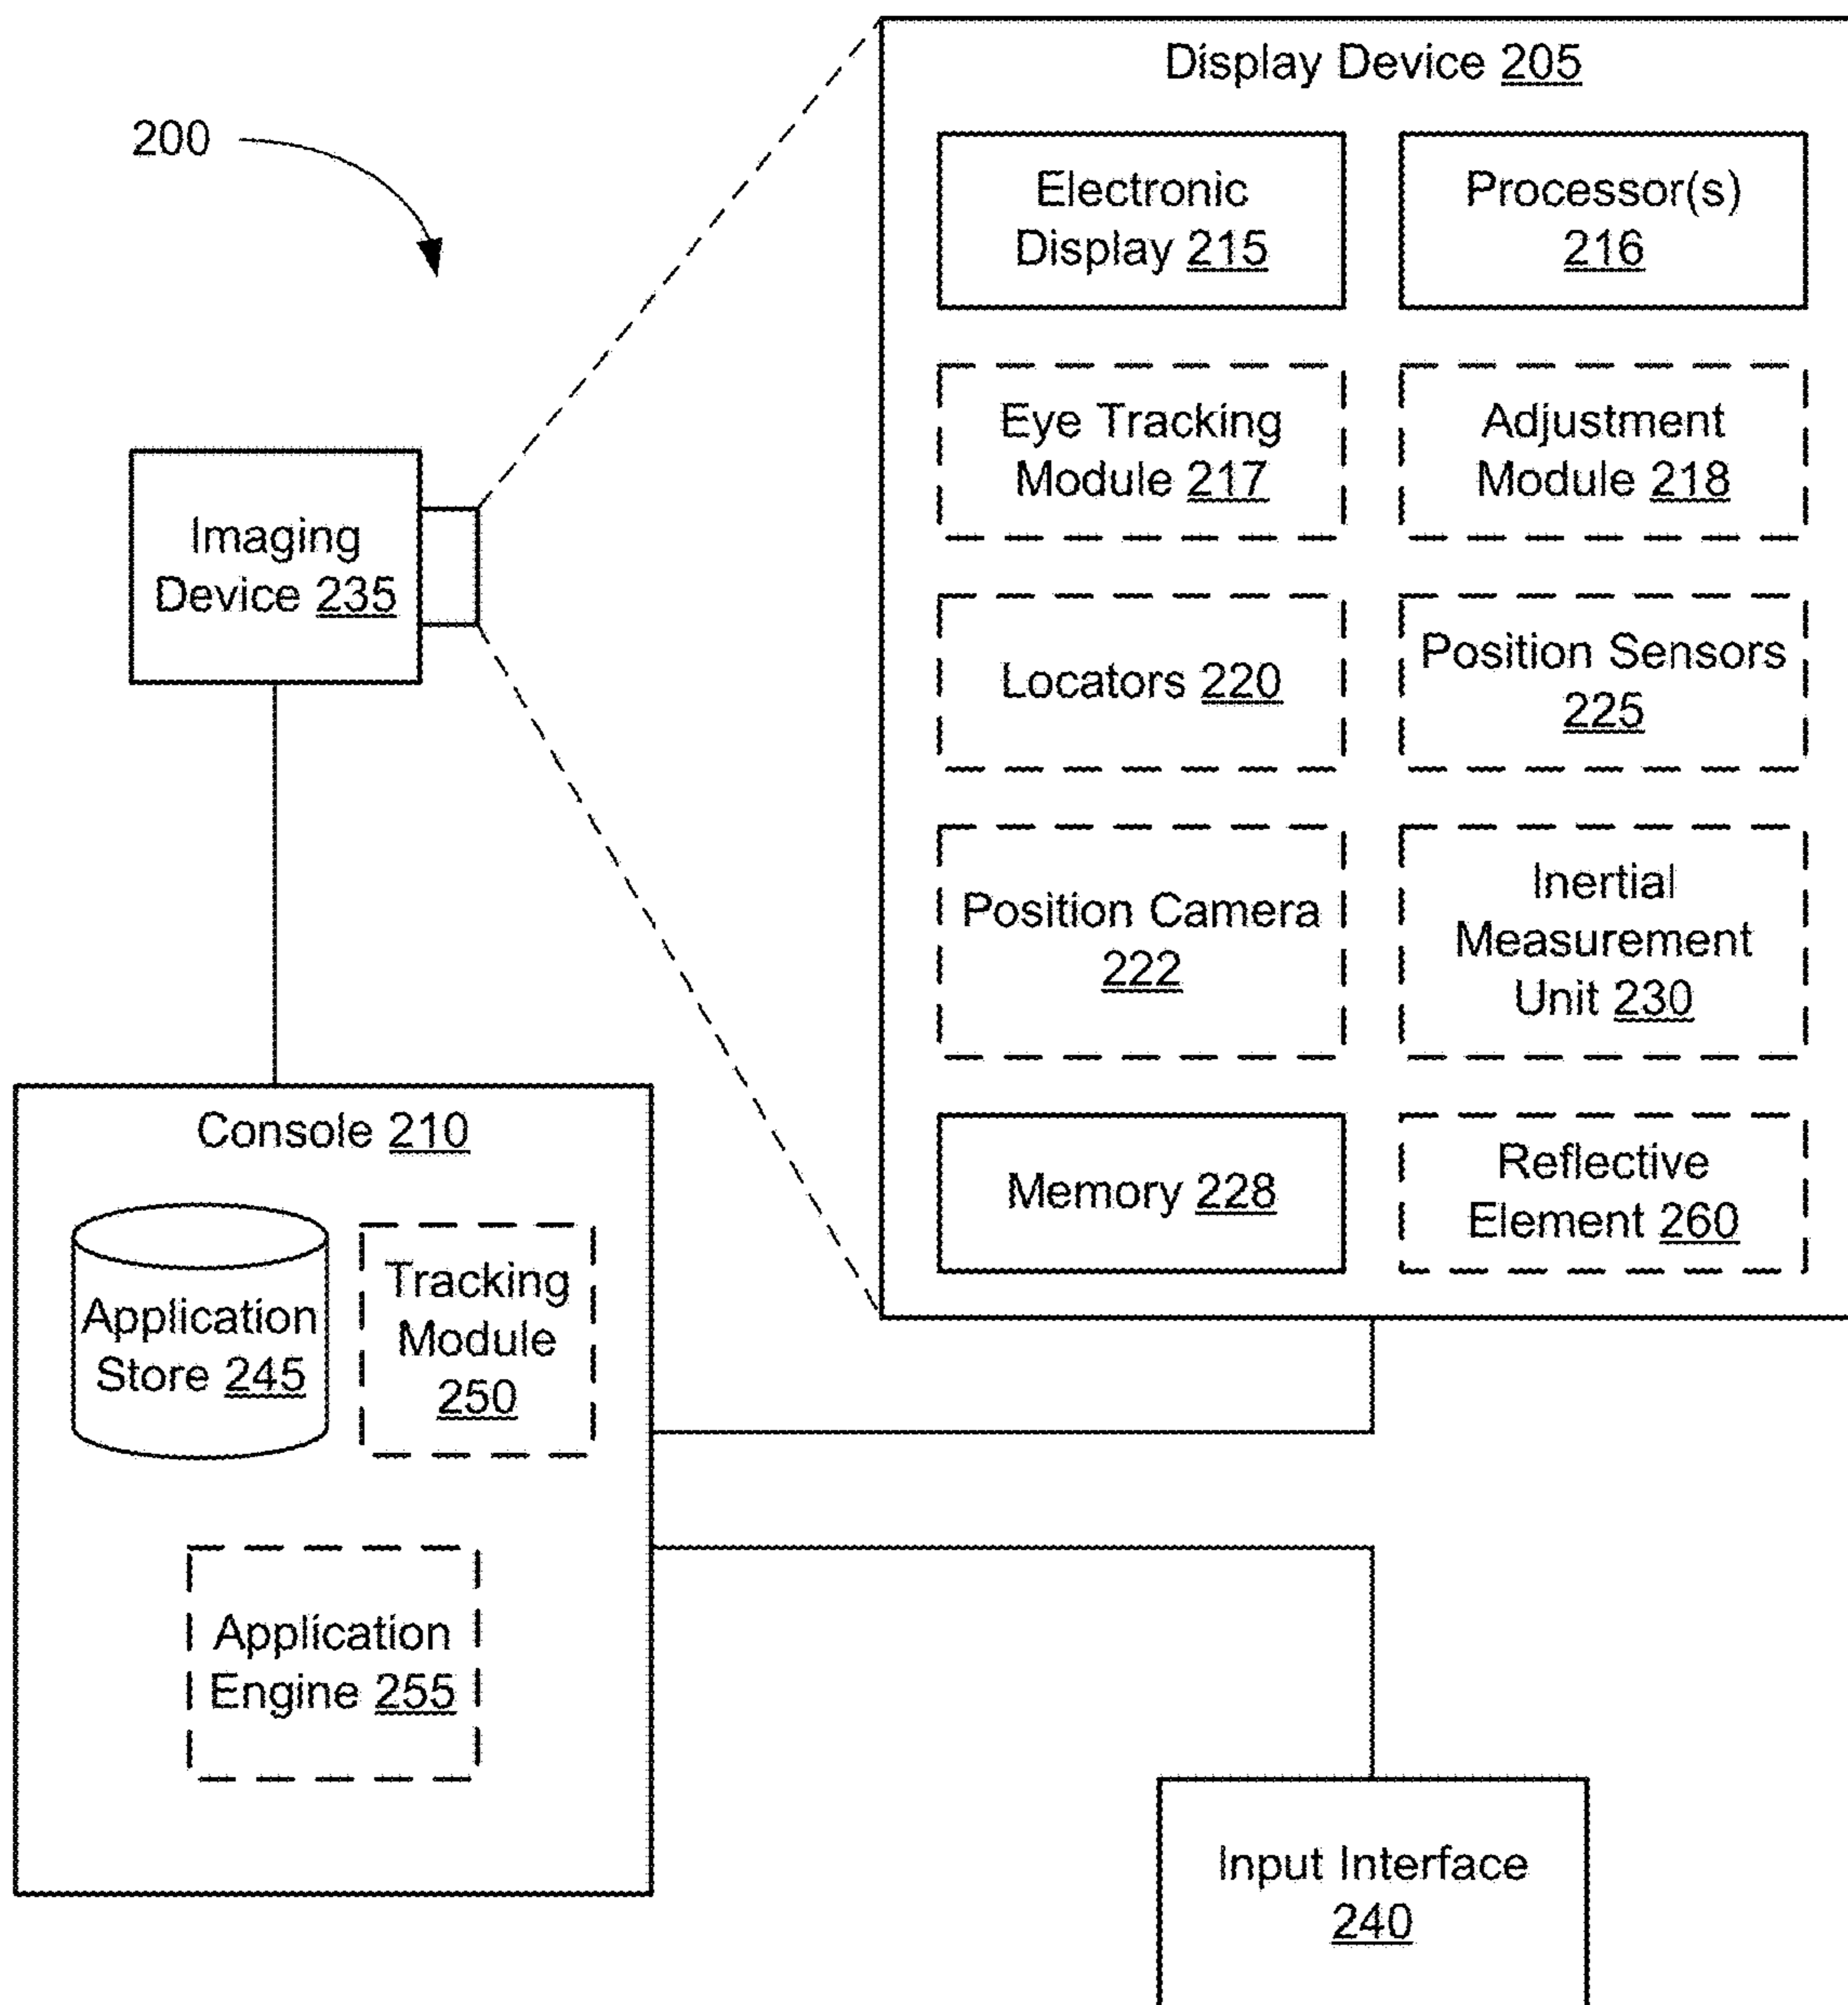 200
Display Device 205
Electronic
Display 215
Processor(s)
216
Eye Tracking
Module 217
Adjustment
Module 218
Imaging
Device 235
Locators 220
Position Sensors
225
Position Camera
222
Inertial
Measurement
Unit 230
Memory 228
Reflective
Element 260
Console 210
Application
Store 245
Tracking
Module
250
Application
Engine 255
Input Interface
240